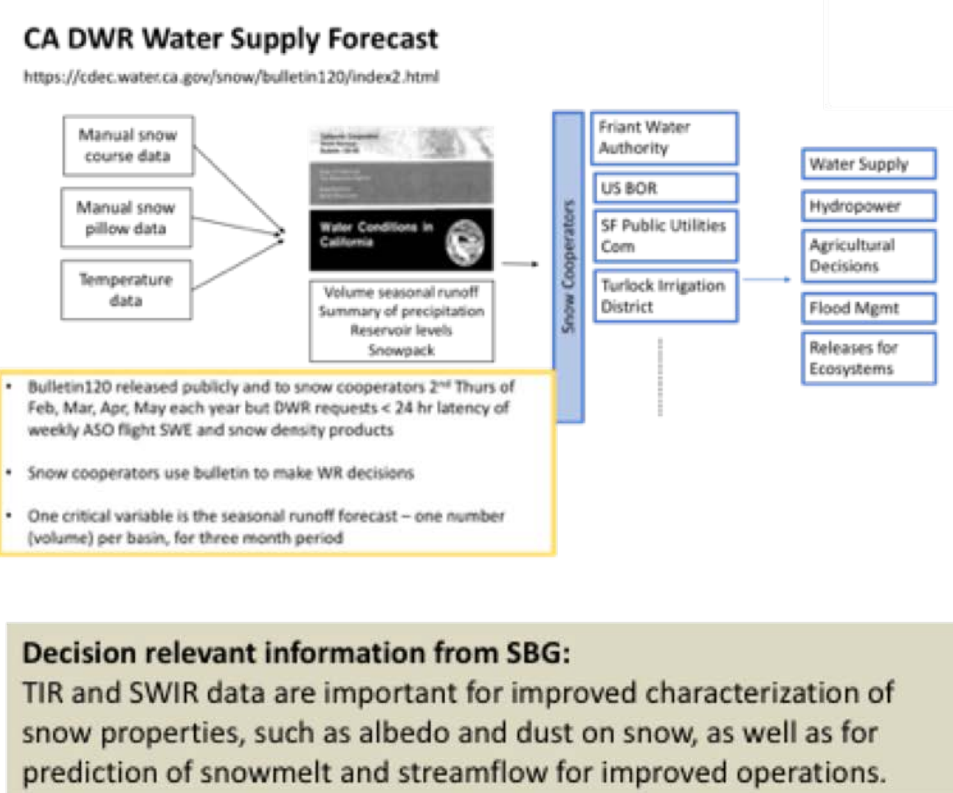 CA DWR Water Supply Forecast
https://cdec.water.ca.gov/snow/bulletin120/index2.html
Manual snow
course data
Manual snow
pillow data
Temperature
data
Water Conditions in
California
Volume seasonal runoff
Summary of precipitation
Reservoir levels
Snowpack
Snow Cooperators
Friant Water
Authority
US BOR
SF Public Utilities
Com
Turlock Irrigation
District
Water Supply
Hydropower
Agricultural
Decisions
Flood Mgmt
Releases for
Ecosystems
• Bulletin120 released publicly and to snow cooperators 2nd Thurs of
Feb, Mar, Apr, May each year but DWR requests < 24 hr latency of
weekly ASO flight SWE and snow density products
• Snow cooperators use bulletin to make WR decisions
• One critical variable is the seasonal runoff forecast – one number
(volume) per basin, for three month period
Decision relevant information from SBG:
TIR and SWIR data are important for improved characterization of
snow properties, such as albedo and dust on snow, as well as for
prediction of snowmelt and streamflow for improved operations.